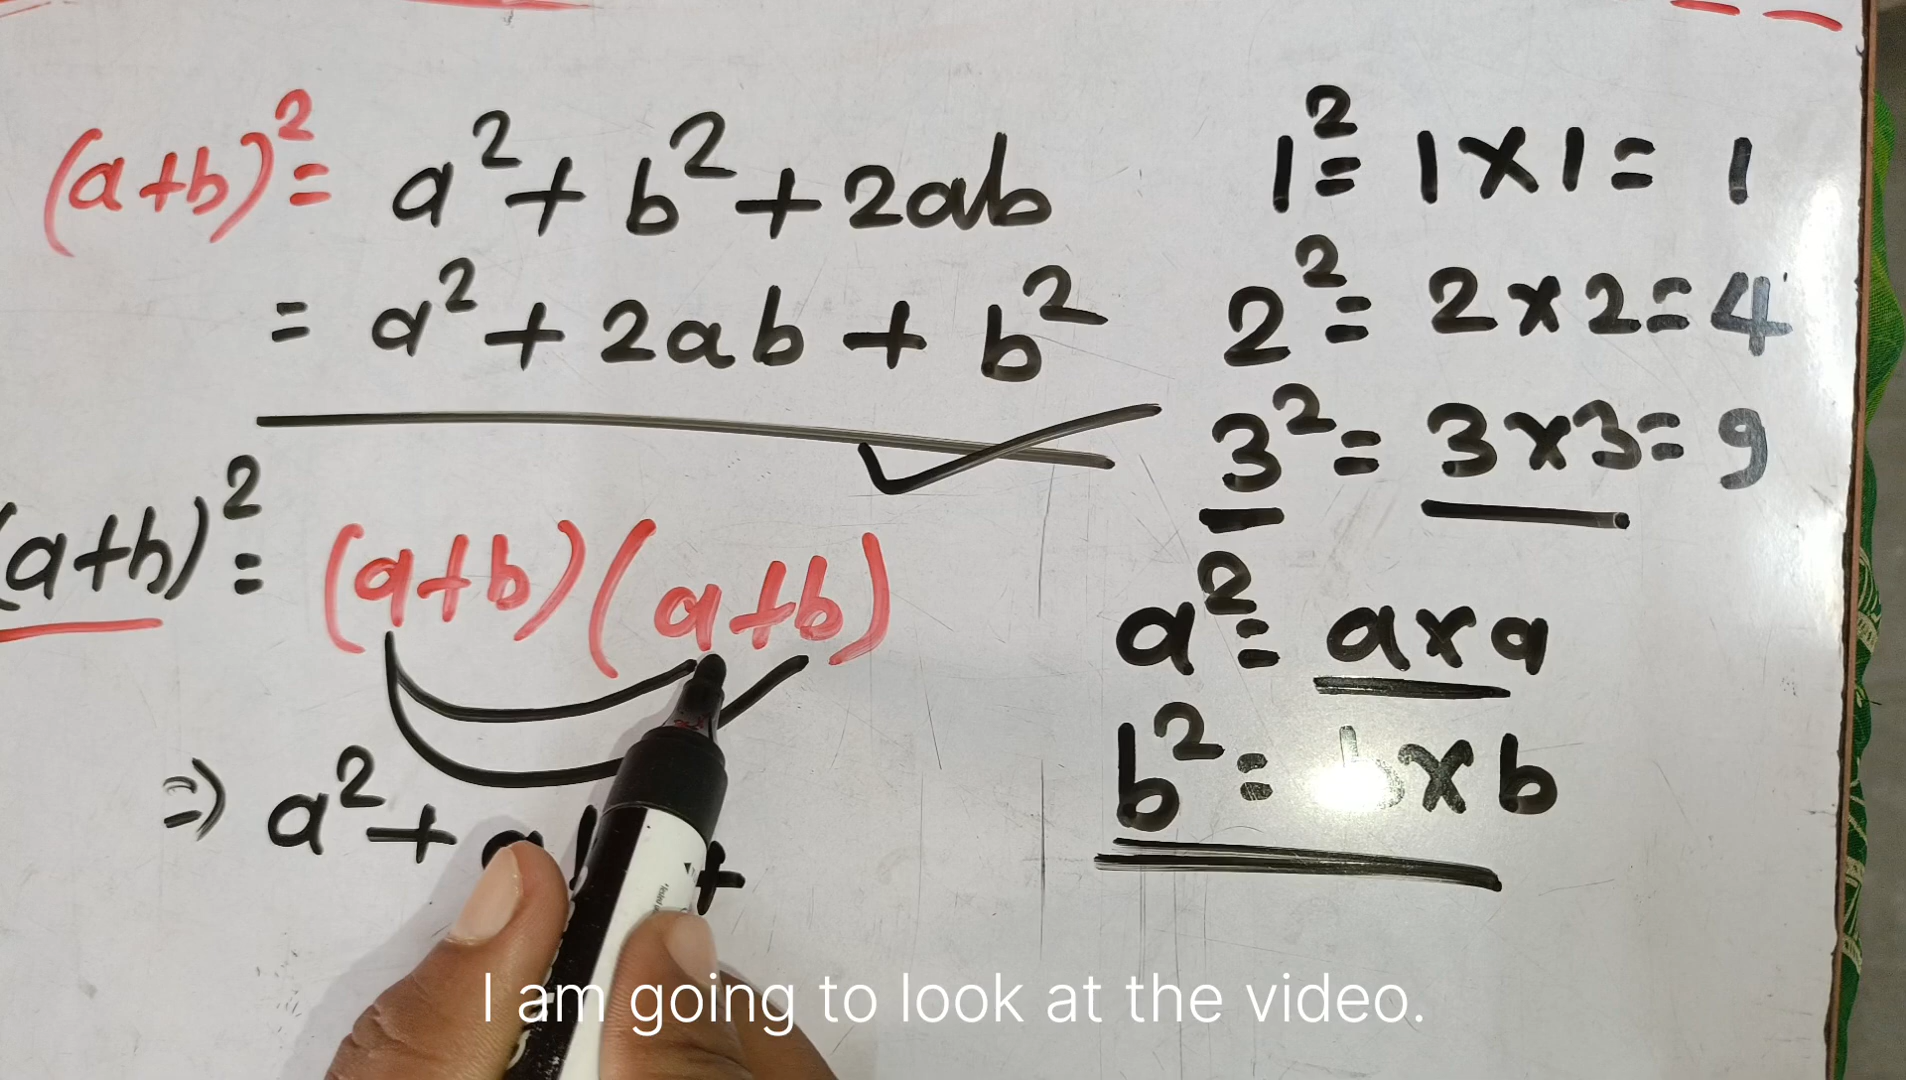 (a+b)² = a² + b² + 2ab
= a² + 2ab + b²
(a+b)² = (a+b)(a+b)
⇒ a² + ab +
1² = 1×1 = 1
2² = 2×2 = 4
3² = 3×3 = 9
a² = a×a
b² = b×b
I am going to look at the video.